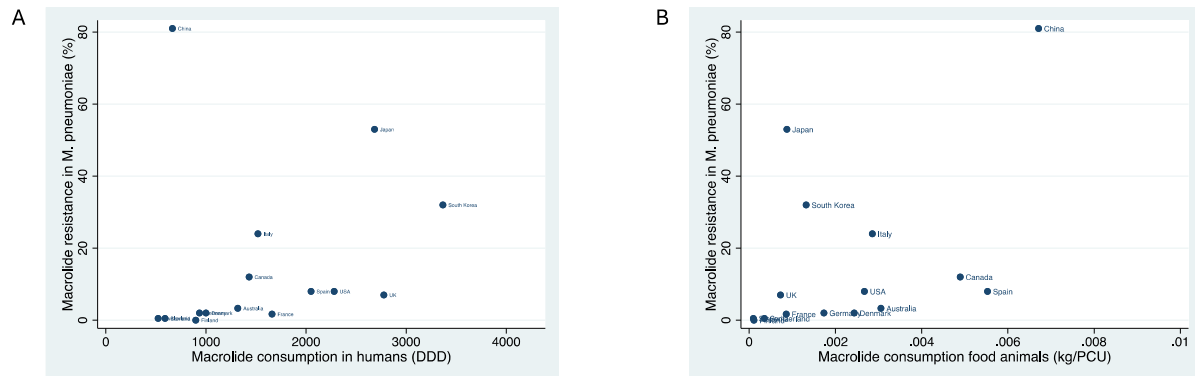 A
Macrolide resistance in M. pneumoniae (%)
80
60
40
20
0
China
Japan
South Korea
Italy
Canada
Spain
USA
UK
Australia
France
Finland
0
1000
2000
3000
4000
Macrolide consumption in humans (DDD)
B
Macrolide resistance in M. pneumoniae (%)
80
60
40
20
0
China
Japan
South Korea
Italy
Canada
USA
Spain
UK
Australia
France
Germany
Denmark
0
.002
.004
.006
.008
.01
Macrolide consumption food animals (kg/PCU)